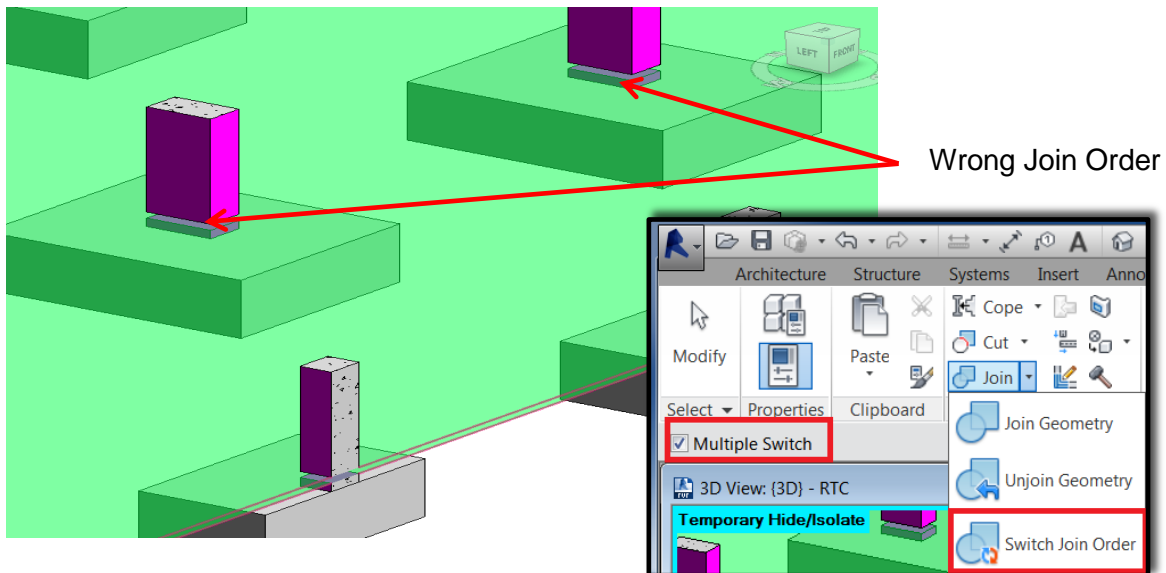 LEFT FRONT
Wrong Join Order
Architecture Structure Systems Insert Anno
Cope
Modify Paste Cut
Join
Select Properties Clipboard
Join Geometry
Multiple Switch
Unjoin Geometry
3D View: {3D} - RTC
Temporary Hide/Isolate
Switch Join Order